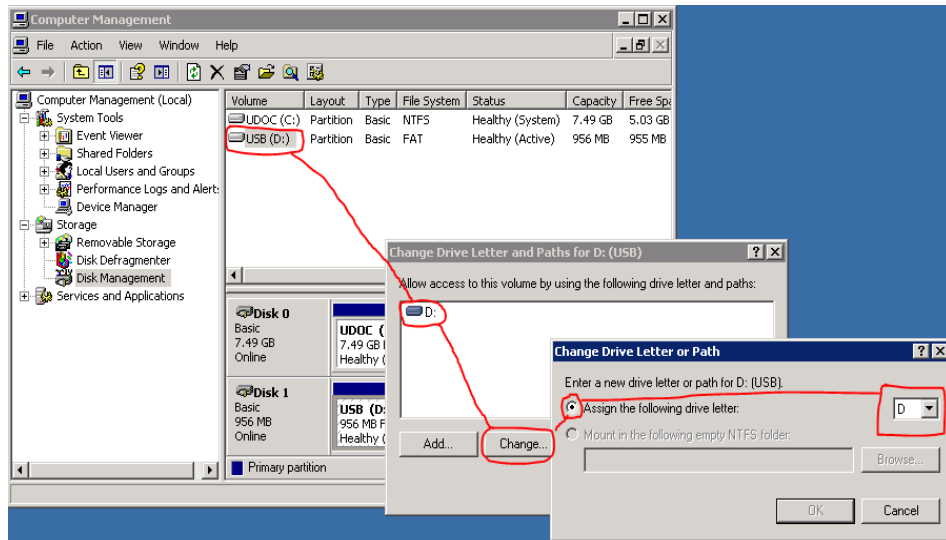 Computer Management
File Action View Window Help
Computer Management (Local)
System Tools
Event Viewer
Shared Folders
Local Users and Groups
Performance Logs and Alert:
Device Manager
Storage
Removable Storage
Disk Defragmenter
Disk Management
Services and Applications
Volume Layout Type File System Status Capacity Free Spa
UDOC (C:) Partition Basic NTFS Healthy (System) 7.49 GB 5.03 GB
USB (D:) Partition Basic FAT Healthy (Active) 956 MB 955 MB
Disk 0
Basic
7.49 GB
Online
UDOC (
7.49 GB
Healthy (
Disk 1
Basic
956 MB
Online
USB (D:
956 MB F
Healthy (
Primary partition
Change Drive Letter and Paths for D: (USB)
Allow access to this volume by using the following drive letter and paths:
D:
Add... Change...
Change Drive Letter or Path
Enter a new drive letter or path for D: (USB).
Assign the following drive letter: D
Mount in the following empty NTFS folder:
Browse...
OK Cancel